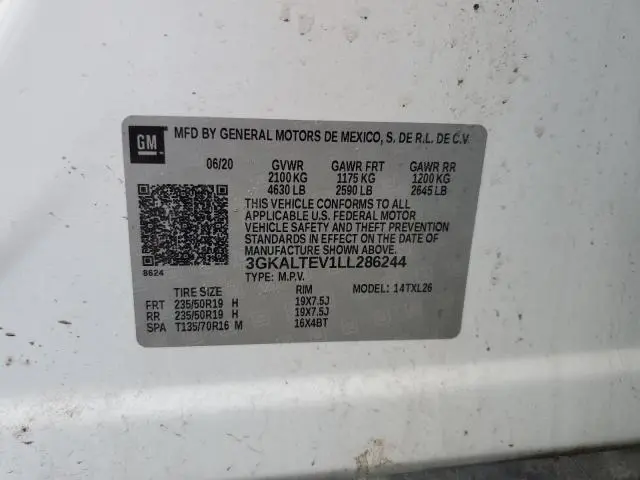 GM
MFD BY GENERAL MOTORS DE MEXICO, S. DE R.L. DE C.V.
06/20 GVWR GAWR FRT GAWR RR
2100 KG 1175 KG 1200 KG
4630 LB 2590 LB 2645 LB
THIS VEHICLE CONFORMS TO ALL
APPLICABLE U.S. FEDERAL MOTOR
VEHICLE SAFETY AND THEFT PREVENTION
STANDARDS IN EFFECT ON THE DATE OF
MANUFACTURE SHOWN ABOVE.
8624
3GKALTEV1LL286244
TYPE: M.P.V. MODEL: 14TXL26
TIRE SIZE RIM
FRT 235/50R19 H 19X7.5J
RR 235/50R19 H 19X7.5J
SPA T135/70R16 M 16X4BT